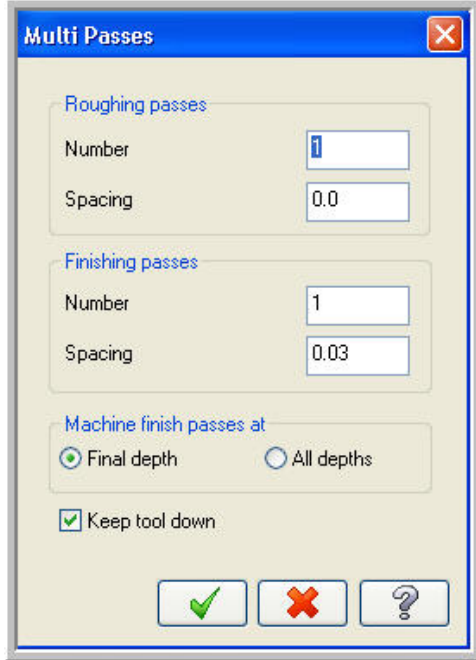 Multi Passes
Roughing passes
Number 1
Spacing 0.0
Finishing passes
Number 1
Spacing 0.03
Machine finish passes at
Final depth All depths
Keep tool down